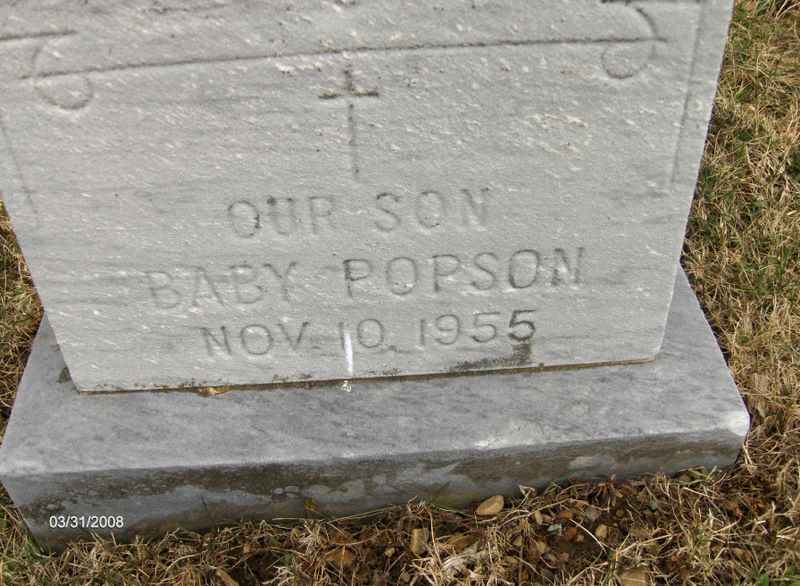 OUR SON
BABY POPSON
NOV. 10, 1955
03/31/2008